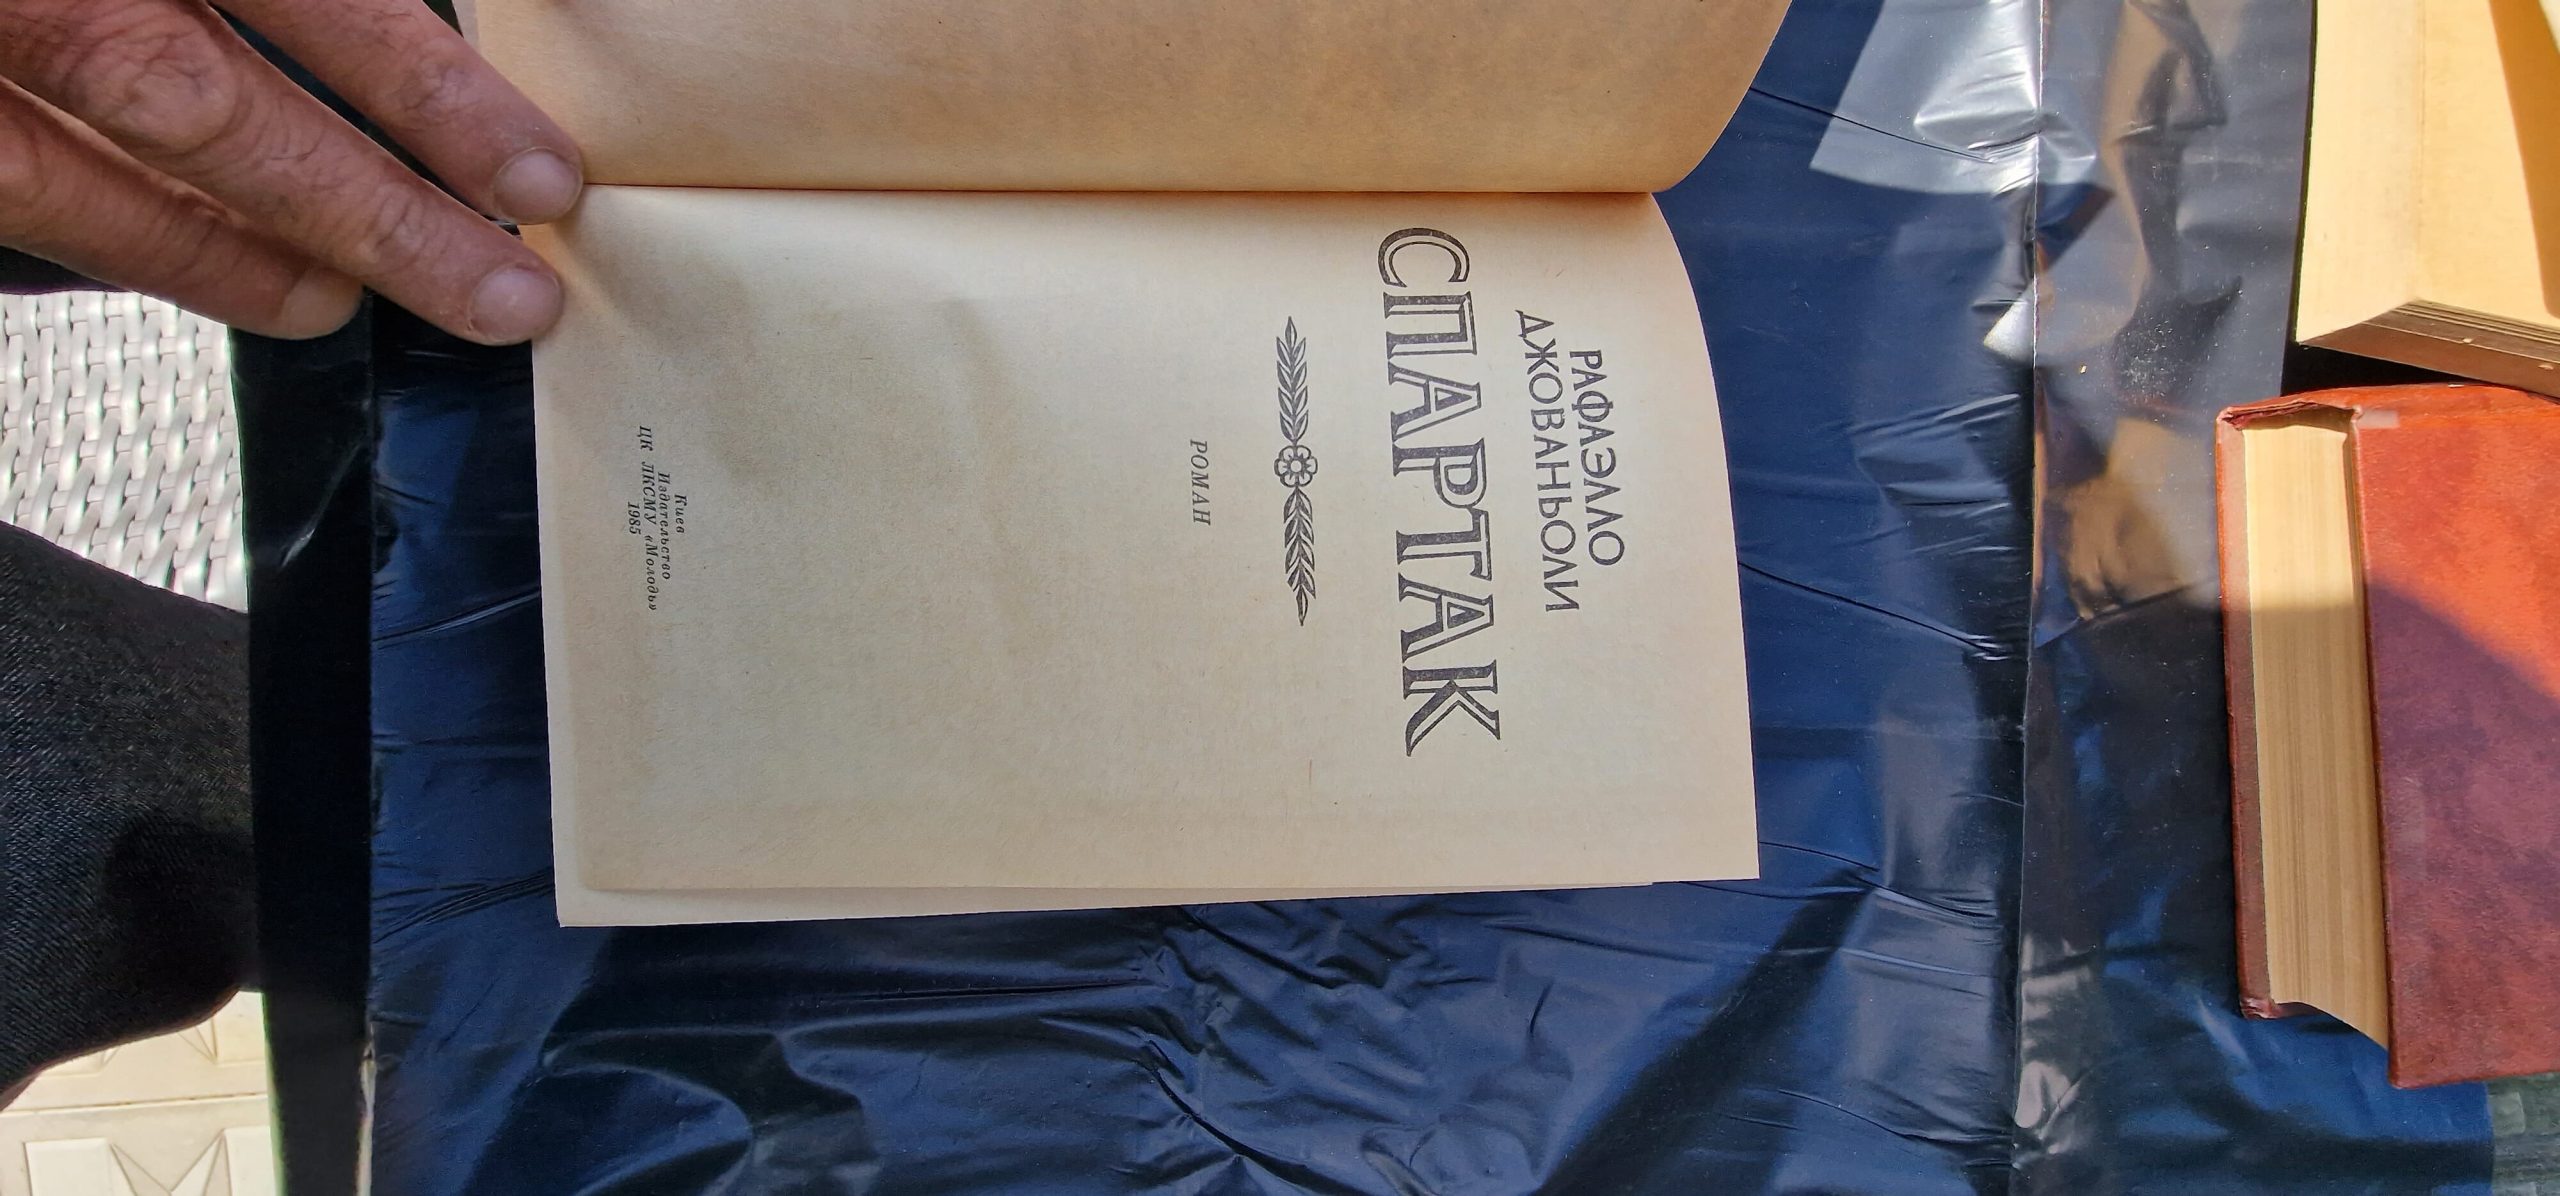 РАФАЭЛЛО
ДЖОВАНЬОЛИ
СПАРТАК
РОМАН
Киев
Издательство
ЦК ЛКСМУ «Молодь»
1985